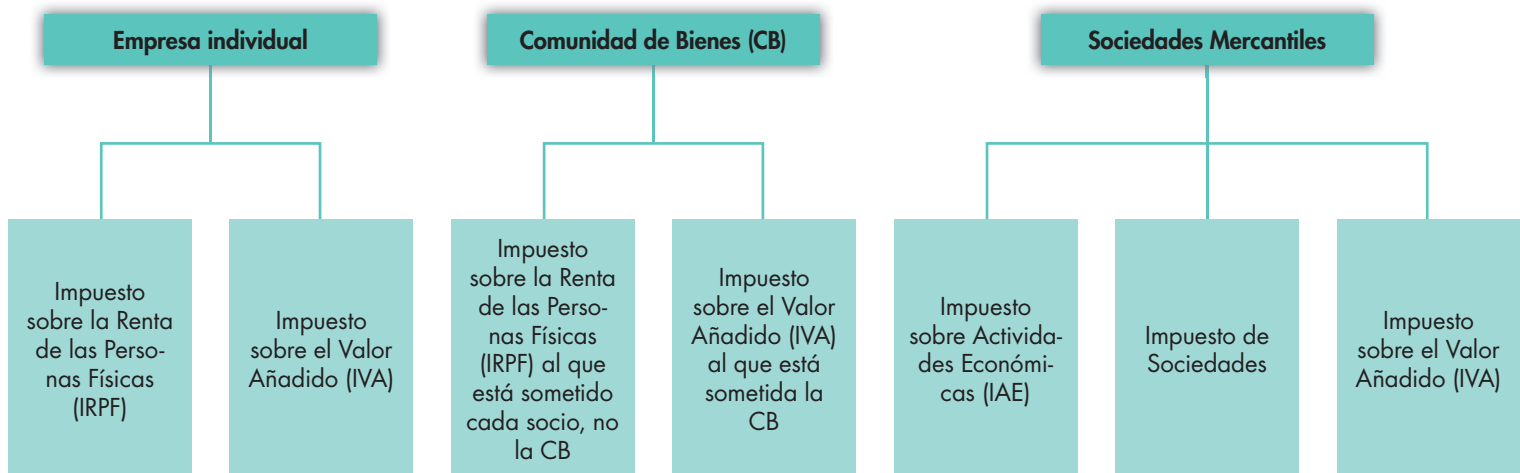 Empresa individual
Comunidad de Bienes (CB)
Sociedades Mercantiles
Impuesto
sobre la Renta
de las Perso-
nas Físicas
(IRPF)
Impuesto
sobre el Valor
Añadido (IVA)
Impuesto
sobre la Renta
de las Perso-
nas Físicas
(IRPF) al que
está sometido
cada socio, no
la CB
Impuesto
sobre el Valor
Añadido (IVA)
al que está
sometida la
CB
Impuesto
sobre Activida-
des Económi-
cas (IAE)
Impuesto de
Sociedades
Impuesto
sobre el Valor
Añadido (IVA)